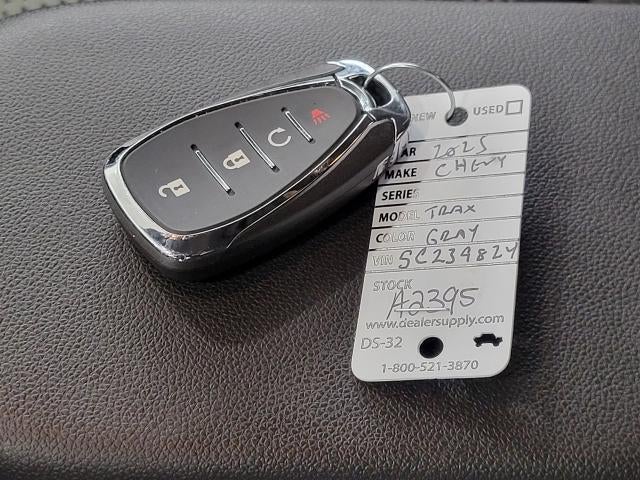 NEW USED
YEAR 2025
MAKE CHEVY
SERIES
MODEL TRAX
COLOR GRAY
VIN SC234824
STOCK
A2395
www.dealersupply.com
DS-32
1-800-521-3870